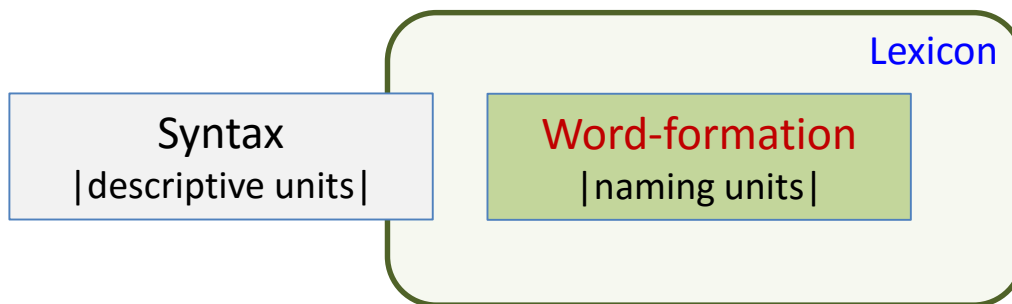 Lexicon
Syntax
|descriptive units|
Word-formation
|naming units|